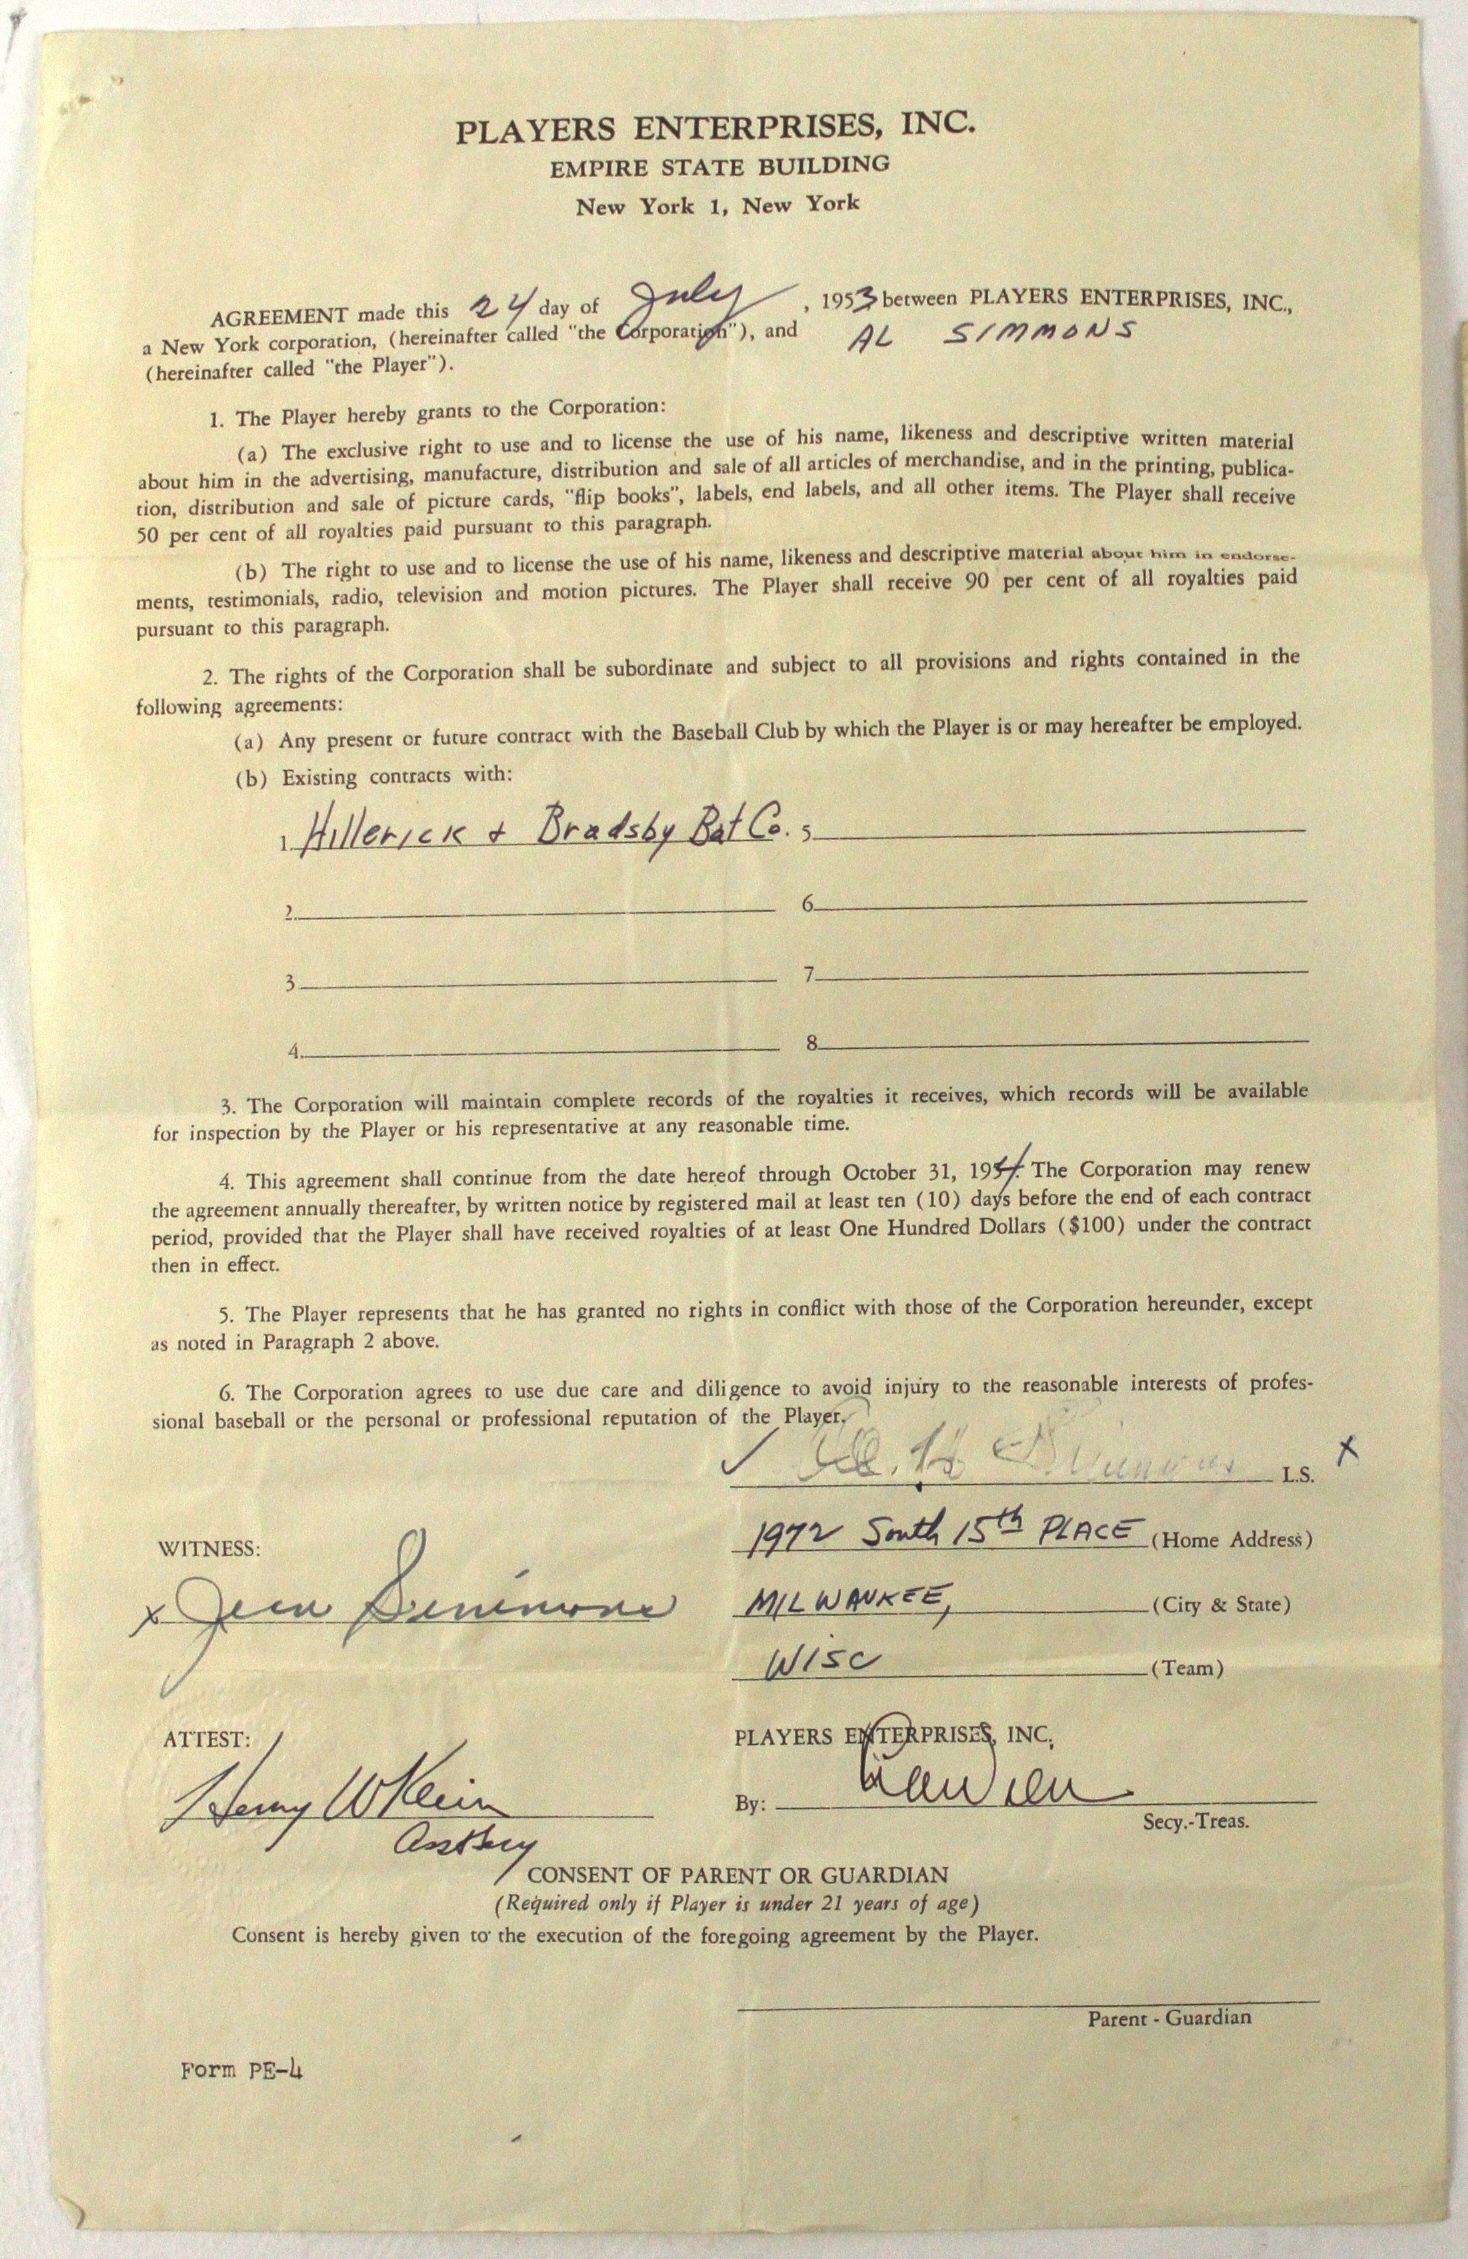 PLAYERS ENTERPRISES, INC.
EMPIRE STATE BUILDING
New York 1, New York
AGREEMENT made this 24 day of July, 1953 between PLAYERS ENTERPRISES, INC.,
a New York corporation, (hereinafter called "the Corporation"), and AL SIMMONS
(hereinafter called "the Player").
1. The Player hereby grants to the Corporation:
(a) The exclusive right to use and to license the use of his name, likeness and descriptive written material
about him in the advertising, manufacture, distribution and sale of all articles of merchandise, and in the printing, publica-
tion, distribution and sale of picture cards, "flip books", labels, end labels, and all other items. The Player shall receive
50 per cent of all royalties paid pursuant to this paragraph.
(b) The right to use and to license the use of his name, likeness and descriptive material about him in endorse-
ments, testimonials, radio, television and motion pictures. The Player shall receive 90 per cent of all royalties paid
pursuant to this paragraph.
2. The rights of the Corporation shall be subordinate and subject to all provisions and rights contained in the
following agreements:
(a) Any present or future contract with the Baseball Club by which the Player is or may hereafter be employed.
(b) Existing contracts with:
1. Hillerick + Bradsby Bat Co. 5
2. 6
3 7
4. 8
3. The Corporation will maintain complete records of the royalties it receives, which records will be available
for inspection by the Player or his representative at any reasonable time.
4. This agreement shall continue from the date hereof through October 31, 1954. The Corporation may renew
the agreement annually thereafter, by written notice by registered mail at least ten (10) days before the end of each contract
period, provided that the Player shall have received royalties of at least One Hundred Dollars ($100) under the contract
then in effect.
5. The Player represents that he has granted no rights in conflict with those of the Corporation hereunder, except
as noted in Paragraph 2 above.
6. The Corporation agrees to use due care and diligence to avoid injury to the reasonable interests of profes-
sional baseball or the personal or professional reputation of the Player.
✓ Al. H Simmons L.S. x
1972 South 15th PLACE (Home Address)
WITNESS:
x Simmons MILWAUKEE, (City & State)
WISC (Team)
ATTEST: PLAYERS ENTERPRISES, INC.
Henry W Klein By:
Secy.-Treas.
Asst Secy
CONSENT OF PARENT OR GUARDIAN
(Required only if Player is under 21 years of age)
Consent is hereby given to the execution of the foregoing agreement by the Player.
Parent - Guardian
Form PE-4